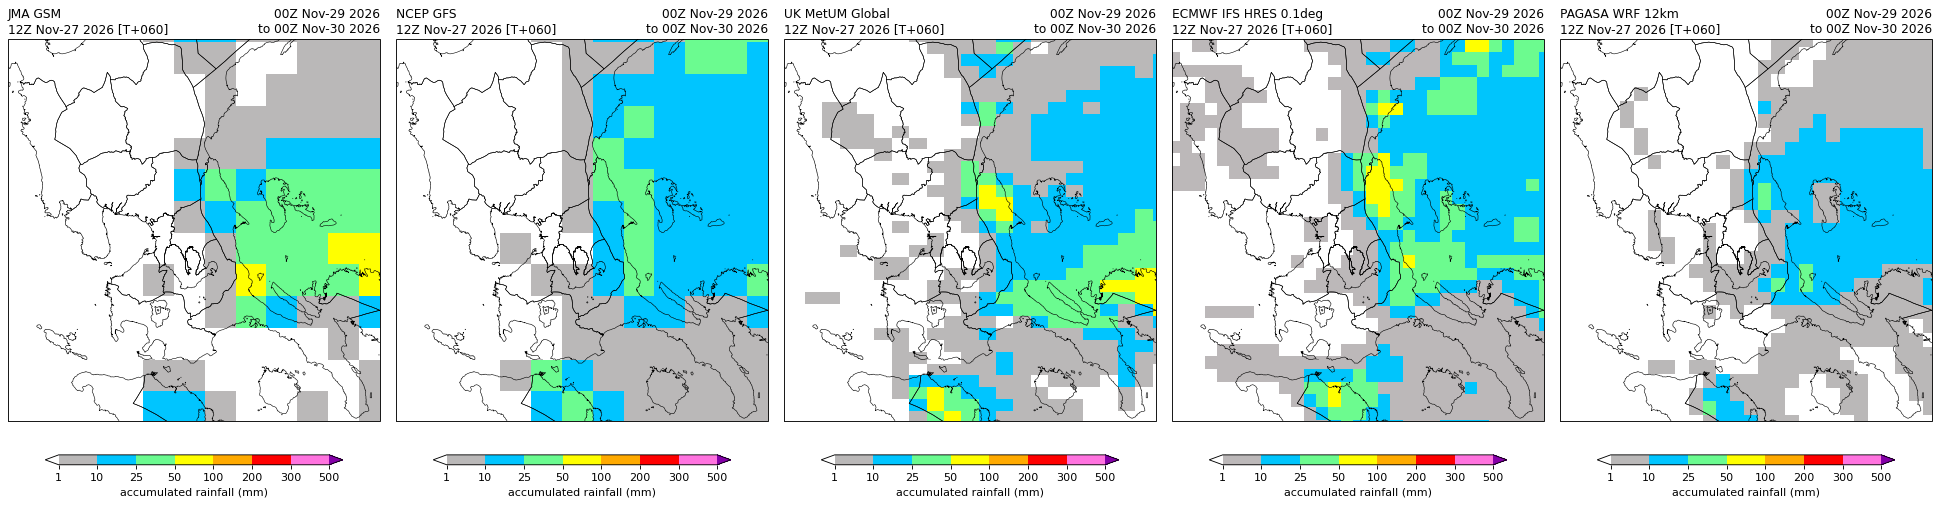 JMA GSM 00Z Nov-29 2026
12Z Nov-27 2026 [T+060] to 00Z Nov-30 2026
1 10 25 50 100 200 300 500
accumulated rainfall (mm)
NCEP GFS 00Z Nov-29 2026
12Z Nov-27 2026 [T+060] to 00Z Nov-30 2026
1 10 25 50 100 200 300 500
accumulated rainfall (mm)
UK MetUM Global 00Z Nov-29 2026
12Z Nov-27 2026 [T+060] to 00Z Nov-30 2026
1 10 25 50 100 200 300 500
accumulated rainfall (mm)
ECMWF IFS HRES 0.1deg 00Z Nov-29 2026
12Z Nov-27 2026 [T+060] to 00Z Nov-30 2026
1 10 25 50 100 200 300 500
accumulated rainfall (mm)
PAGASA WRF 12km 00Z Nov-29 2026
12Z Nov-27 2026 [T+060] to 00Z Nov-30 2026
1 10 25 50 100 200 300 500
accumulated rainfall (mm)